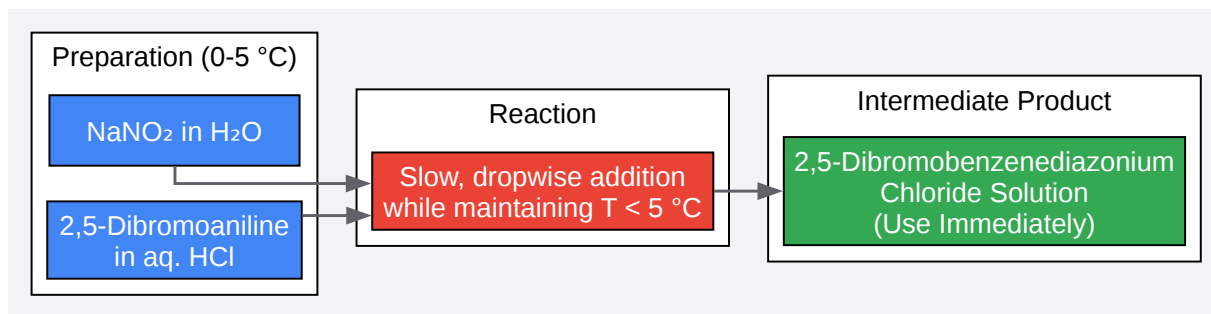 Preparation (0-5 °C)
NaNO₂ in H₂O
2,5-Dibromoaniline
in aq. HCl
Reaction
Slow, dropwise addition
while maintaining T < 5 °C
Intermediate Product
2,5-Dibromobenzenediazonium
Chloride Solution
(Use Immediately)